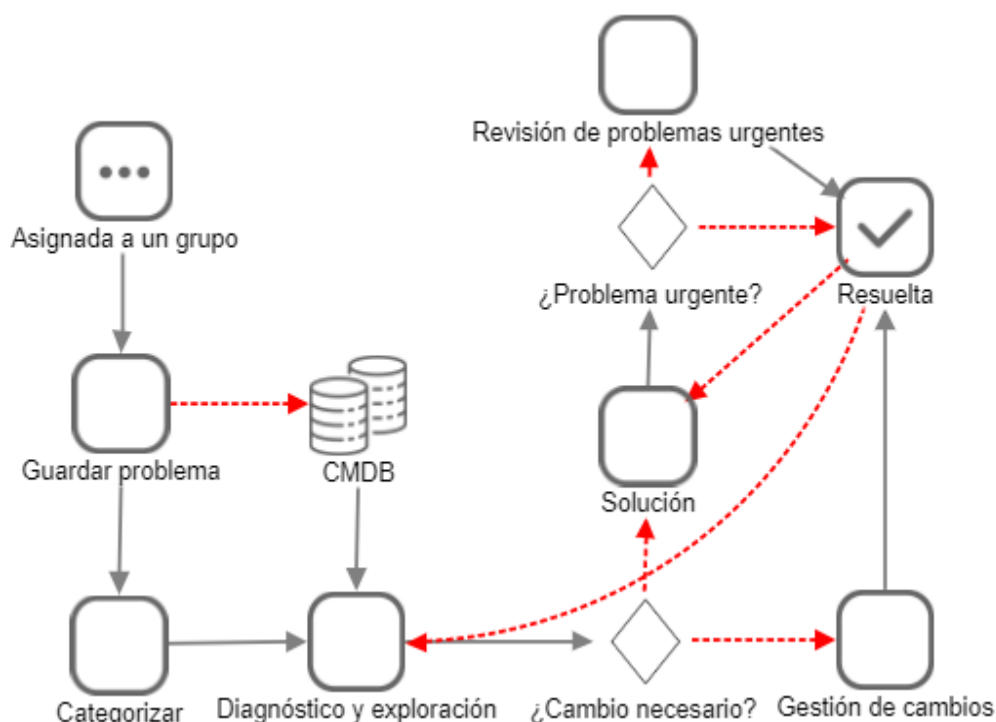 Revisión de problemas urgentes
Asignada a un grupo
¿Problema urgente?
Resuelta
Guardar problema
CMDB
Solución
Categorizar
Diagnóstico y exploración
¿Cambio necesario?
Gestión de cambios